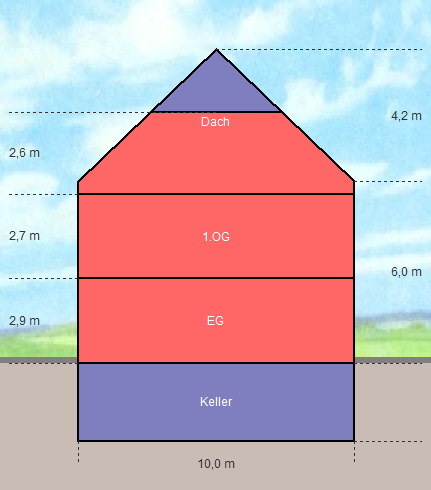 4,2 m
Dach
2,6 m
2,7 m
1.OG
6,0 m
2,9 m
EG
Keller
10,0 m